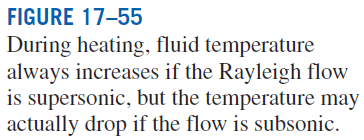 FIGURE 17–55
During heating, fluid temperature
always increases if the Rayleigh flow
is supersonic, but the temperature may
actually drop if the flow is subsonic.